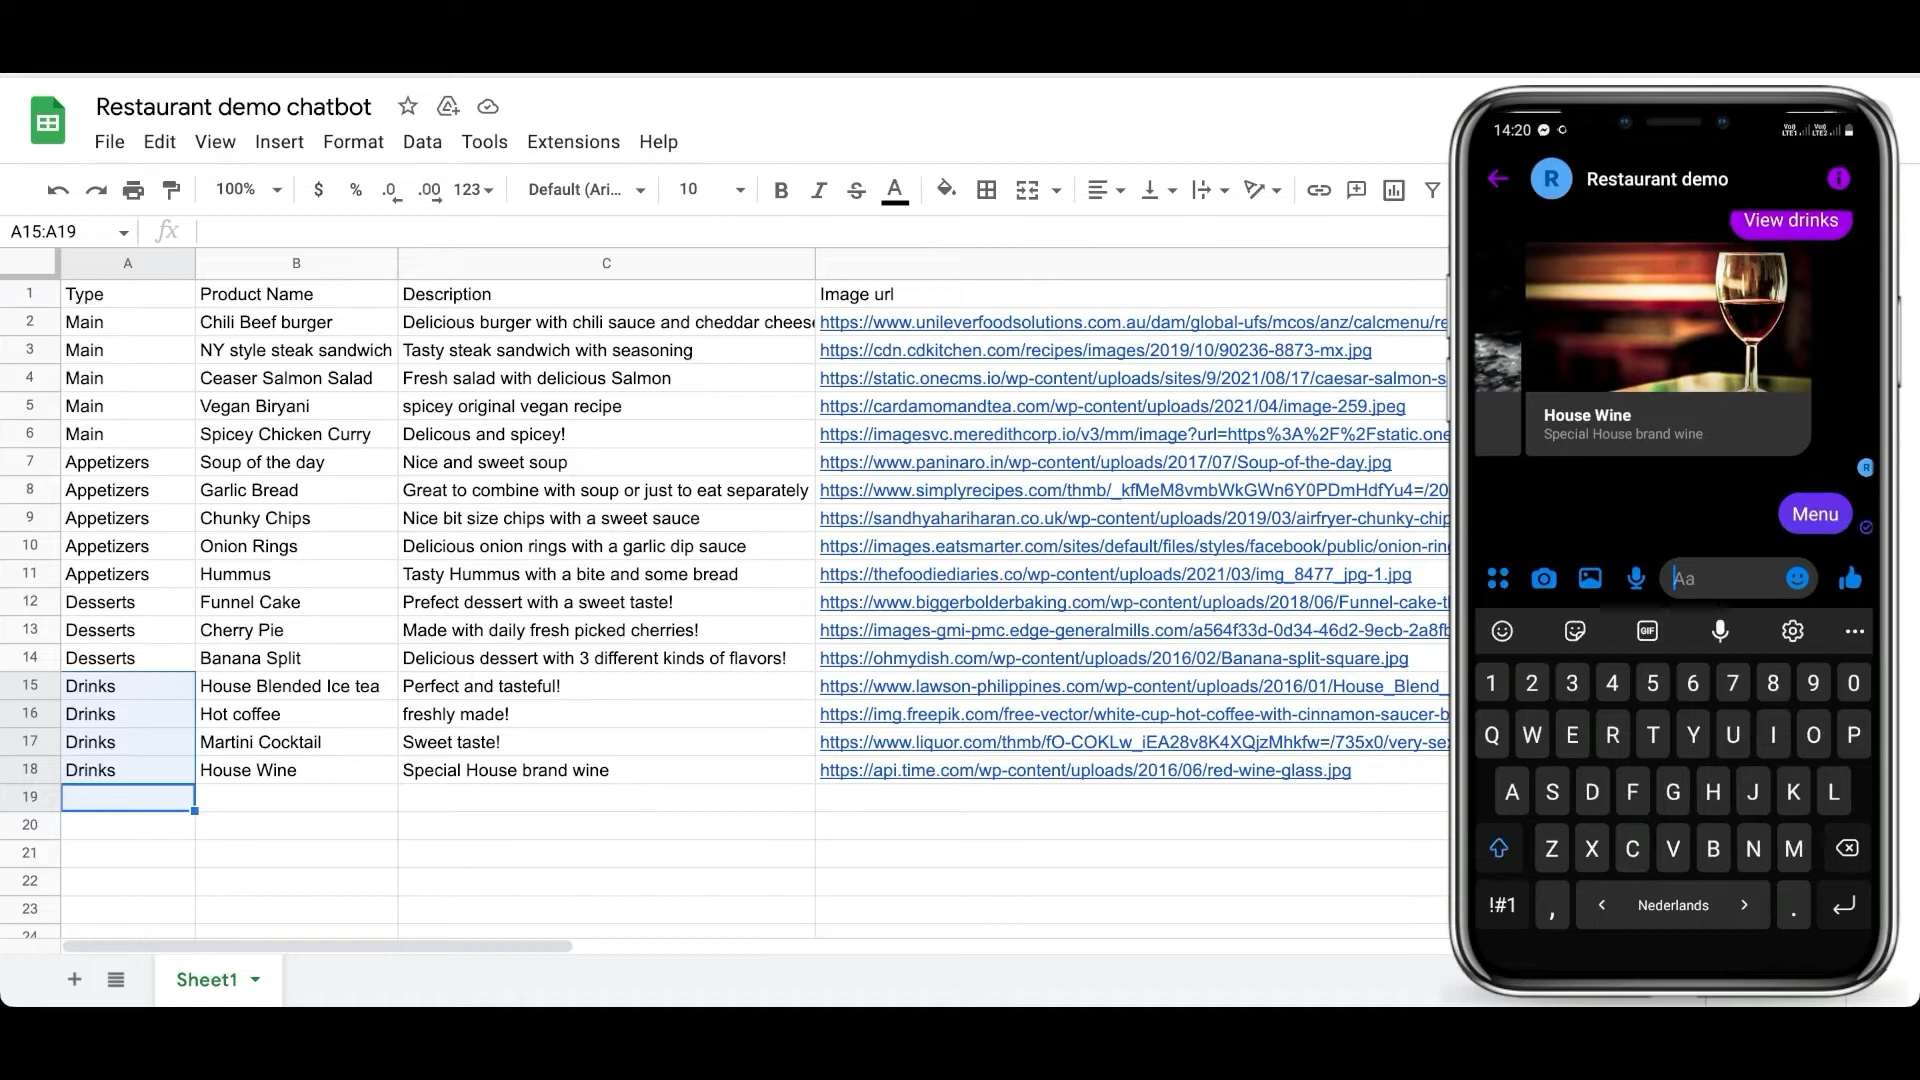 Restaurant demo chatbot
File Edit View Insert Format Data Tools Extensions Help
100% $ % .0 .00 123 Default (Ari... 10 B I S A
A15:A19 fx
A B C
1 Type Product Name Description Image url
2 Main Chili Beef burger Delicious burger with chili sauce and cheddar cheese https://www.unileverfoodsolutions.com.au/dam/global-ufs/mcos/anz/calcmenu/re
3 Main NY style steak sandwich Tasty steak sandwich with seasoning https://cdn.cdkitchen.com/recipes/images/2019/10/90236-8873-mx.jpg
4 Main Ceaser Salmon Salad Fresh salad with delicious Salmon https://static.onecms.io/wp-content/uploads/sites/9/2021/08/17/caesar-salmon-s
5 Main Vegan Biryani spicey original vegan recipe https://cardamomandtea.com/wp-content/uploads/2021/04/image-259.jpeg
6 Main Spicey Chicken Curry Delicous and spicey! https://imagesvc.meredithcorp.io/v3/mm/image?url=https%3A%2F%2Fstatic.one
7 Appetizers Soup of the day Nice and sweet soup https://www.paninaro.in/wp-content/uploads/2017/07/Soup-of-the-day.jpg
8 Appetizers Garlic Bread Great to combine with soup or just to eat separately https://www.simplyrecipes.com/thmb/_kfMeM8vmbWkGWn6Y0PDmHdfYu4=/20
9 Appetizers Chunky Chips Nice bit size chips with a sweet sauce https://sandhyahariharan.co.uk/wp-content/uploads/2019/03/airfryer-chunky-chip
10 Appetizers Onion Rings Delicious onion rings with a garlic dip sauce https://images.eatsmarter.com/sites/default/files/styles/facebook/public/onion-rin
11 Appetizers Hummus Tasty Hummus with a bite and some bread https://thefoodiediaries.co/wp-content/uploads/2021/03/img_8477_jpg-1.jpg
12 Desserts Funnel Cake Prefect dessert with a sweet taste! https://www.biggerbolderbaking.com/wp-content/uploads/2018/06/Funnel-cake-t
13 Desserts Cherry Pie Made with daily fresh picked cherries! https://images-gmi-pmc.edge-generalmills.com/a564f33d-0d34-46d2-9ecb-2a8fb
14 Desserts Banana Split Delicious dessert with 3 different kinds of flavors! https://ohmydish.com/wp-content/uploads/2016/02/Banana-split-square.jpg
15 Drinks House Blended Ice tea Perfect and tasteful! https://www.lawson-philippines.com/wp-content/uploads/2016/01/House_Blend_
16 Drinks Hot coffee freshly made! https://img.freepik.com/free-vector/white-cup-hot-coffee-with-cinnamon-saucer-b
17 Drinks Martini Cocktail Sweet taste! https://www.liquor.com/thmb/fO-COKLw_iEA28v8K4XQjzMhkfw=/735x0/very-se
18 Drinks House Wine Special House brand wine https://api.time.com/wp-content/uploads/2016/06/red-wine-glass.jpg
19
20
21
22
23
24
Sheet1
14:20
R Restaurant demo
View drinks
House Wine
Special House brand wine
R
Menu
Aa
GIF
1 2 3 4 5 6 7 8 9 0
Q W E R T Y U I O P
A S D F G H J K L
Z X C V B N M
!#1 , < Nederlands > .